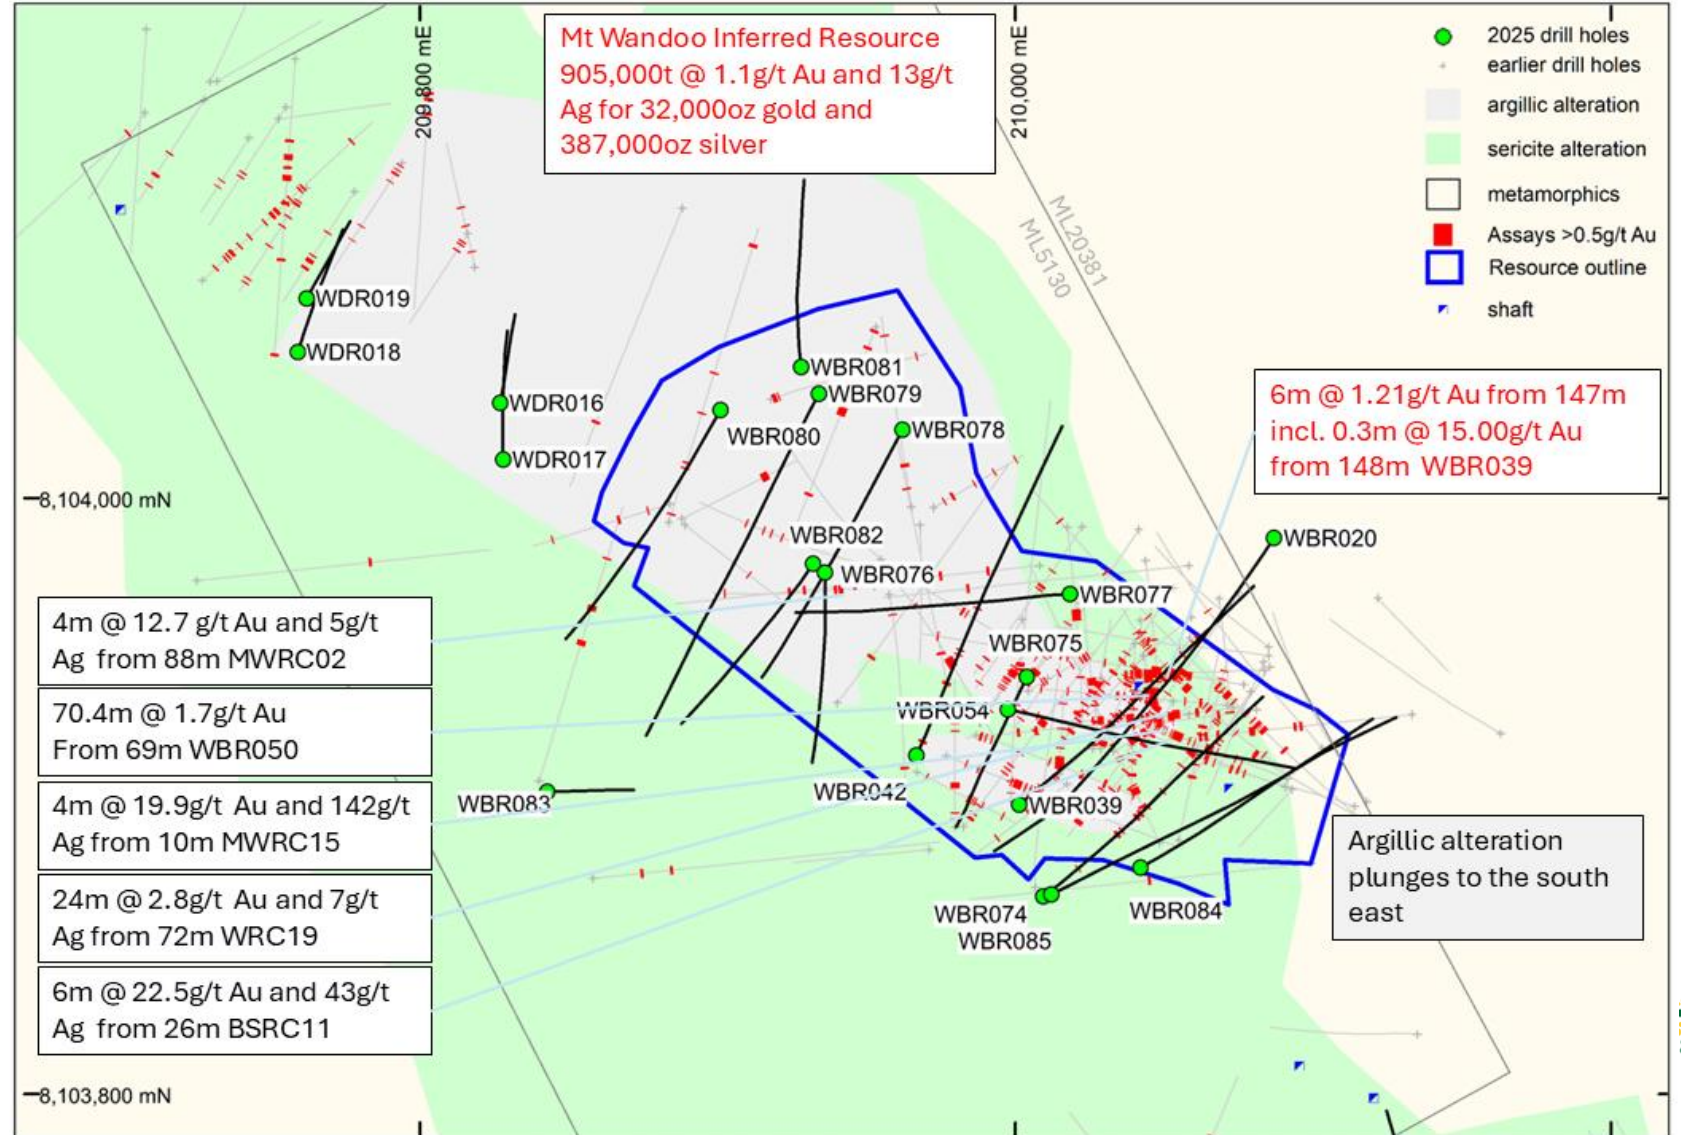 Mt Wandoo Inferred Resource
905,000t @ 1.1g/t Au and 13g/t
Ag for 32,000oz gold and
387,000oz silver
209,800 mE
210,000 mE
2025 drill holes
earlier drill holes
argillic alteration
sericite alteration
metamorphics
Assays >0.5g/t Au
Resource outline
shaft
ML20381
ML5130
WDR019
WDR018
WDR016
WDR017
WBR081
WBR079
WBR080
WBR078
6m @ 1.21g/t Au from 147m
incl. 0.3m @ 15.00g/t Au
from 148m WBR039
8,104,000 mN
WBR082
WBR076
WBR020
WBR077
WBR075
WBR054
WBR042
WBR039
WBR083
4m @ 12.7 g/t Au and 5g/t
Ag from 88m MWRC02
70.4m @ 1.7g/t Au
From 69m WBR050
4m @ 19.9g/t Au and 142g/t
Ag from 10m MWRC15
24m @ 2.8g/t Au and 7g/t
Ag from 72m WRC19
6m @ 22.5g/t Au and 43g/t
Ag from 26m BSRC11
Argillic alteration
plunges to the south
east
WBR074
WBR085
WBR084
8,103,800 mN